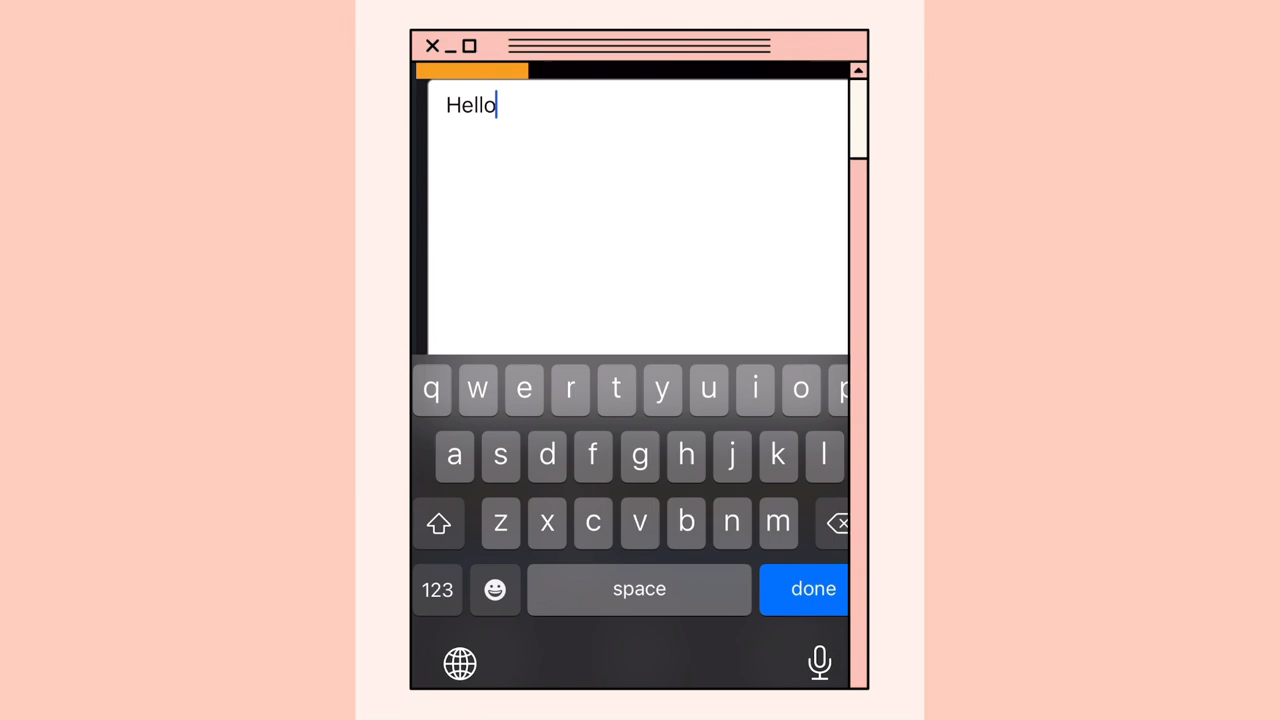 Hello
q w e r t y u i o p
a s d f g h j k l
z x c v b n m
123 space done